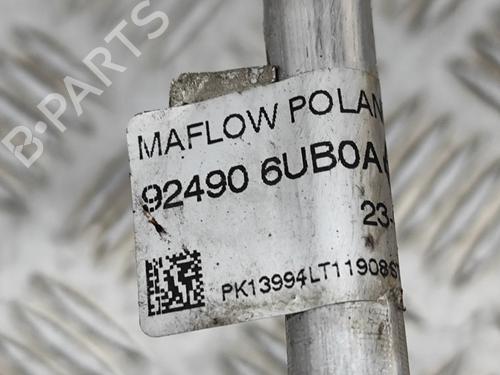 B-PARTS
MAFLOW POLAN
92490 6UB0A
23
PK13994LT11908